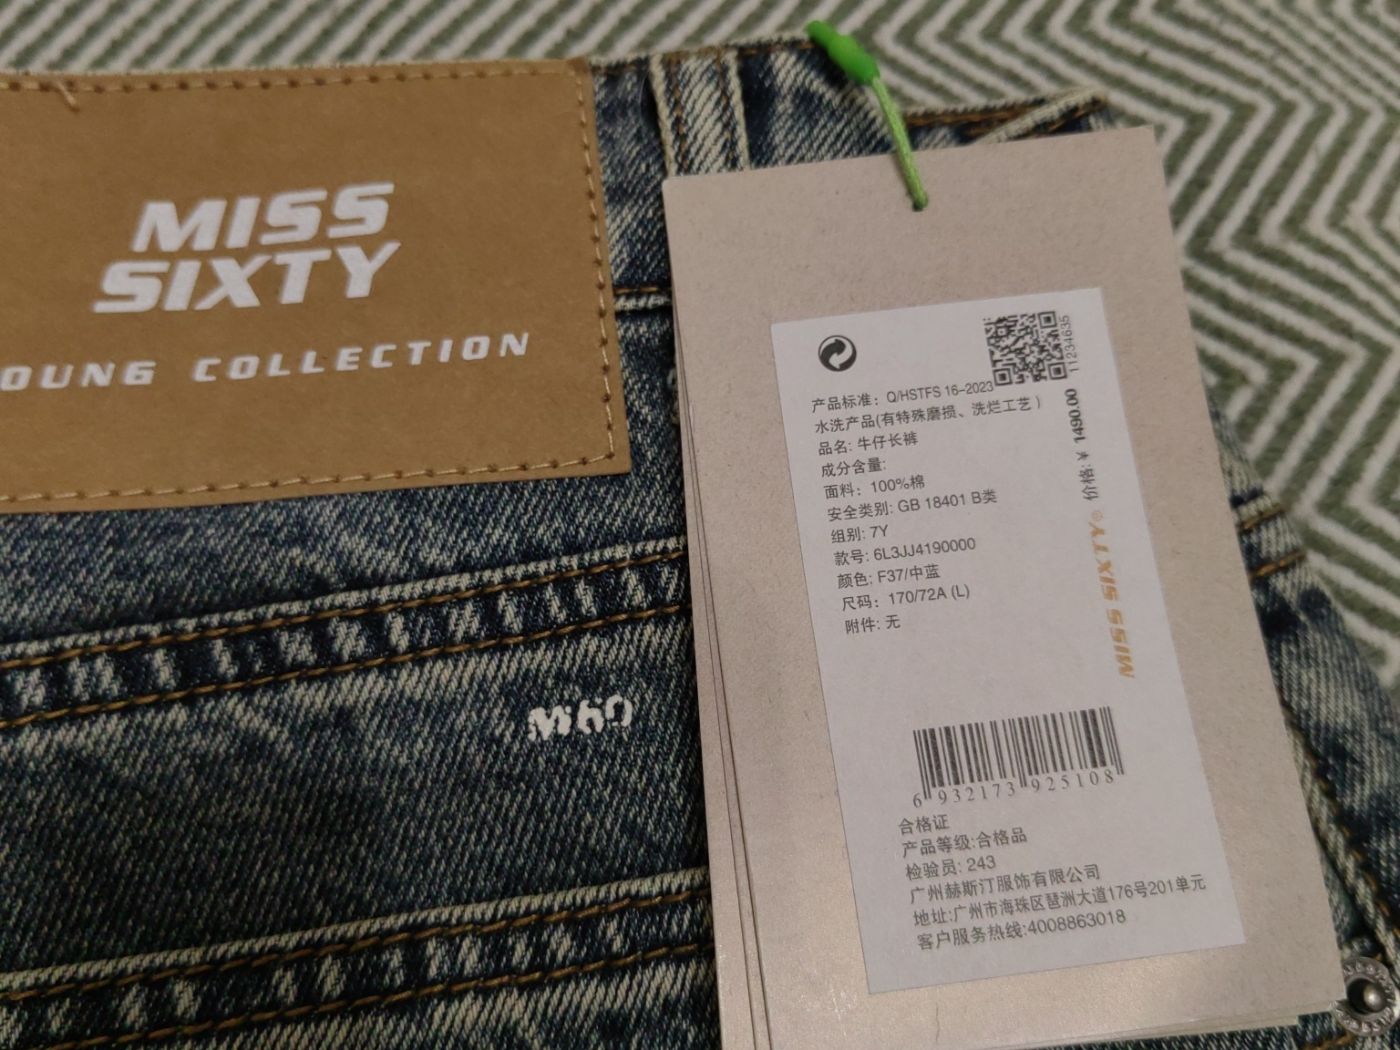 MISS
SIXTY
OUNG COLLECTION
M60
11234635
产品标准: Q/HSTFS 16-2023
水洗产品(有特殊磨损、洗烂工艺)
品名: 牛仔长裤
成分含量:
面料: 100%棉
安全类别: GB 18401 B类
组别: 7Y
款号: 6L3JJ4190000
颜色: F37/中蓝
尺码: 170/72A (L)
附件: 无
价格: ¥ 1490.00
MISS SIXTY®
6 932173 925108
合格证
产品等级:合格品
检验员: 243
广州赫斯汀服饰有限公司
地址:广州市海珠区琶洲大道176号201单元
客户服务热线:4008863018